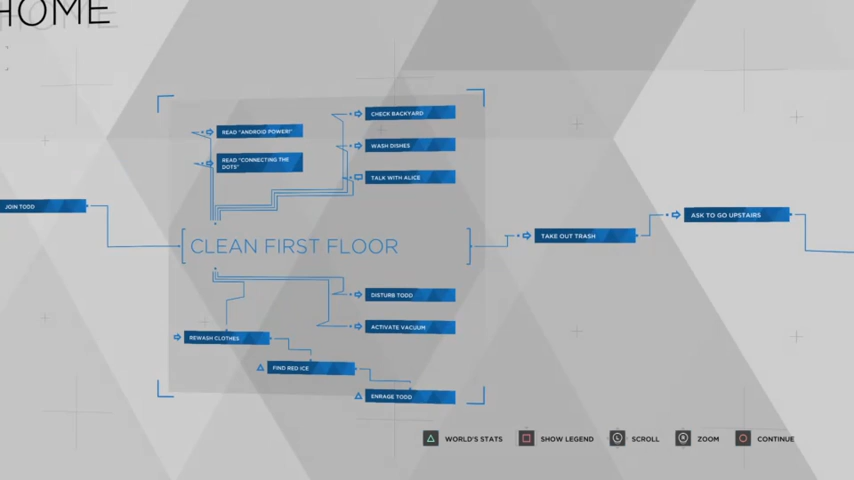 HOME
CHECK BACKYARD
READ "ANDROID POWER!"
WASH DISHES
READ "CONNECTING THE
DOTS"
TALK WITH ALICE
JOIN TODD
ASK TO GO UPSTAIRS
CLEAN FIRST FLOOR
TAKE OUT TRASH
DISTURB TODD
ACTIVATE VACUUM
REWASH CLOTHES
FIND RED ICE
ENRAGE TODD
WORLD'S STATS
SHOW LEGEND
L SCROLL
R ZOOM
CONTINUE